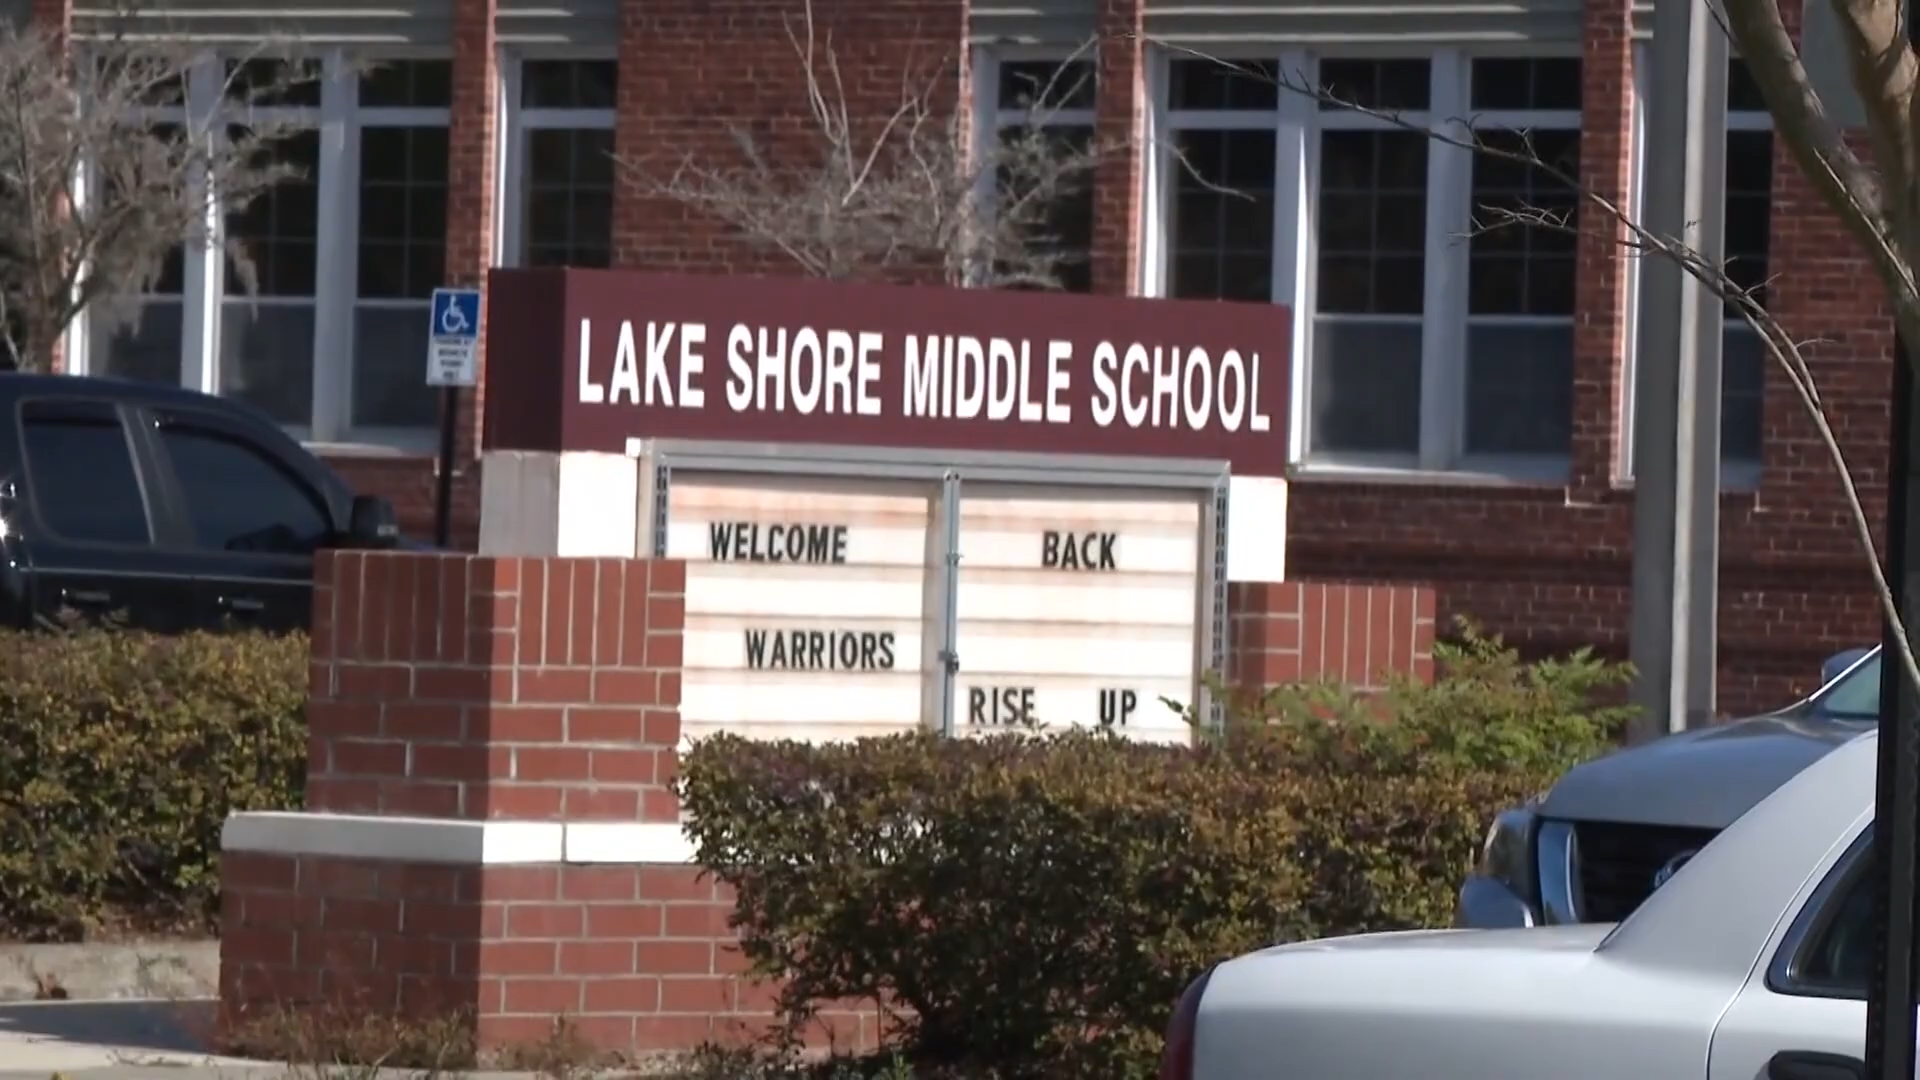 LAKE SHORE MIDDLE SCHOOL
WELCOME BACK
WARRIORS
RISE UP